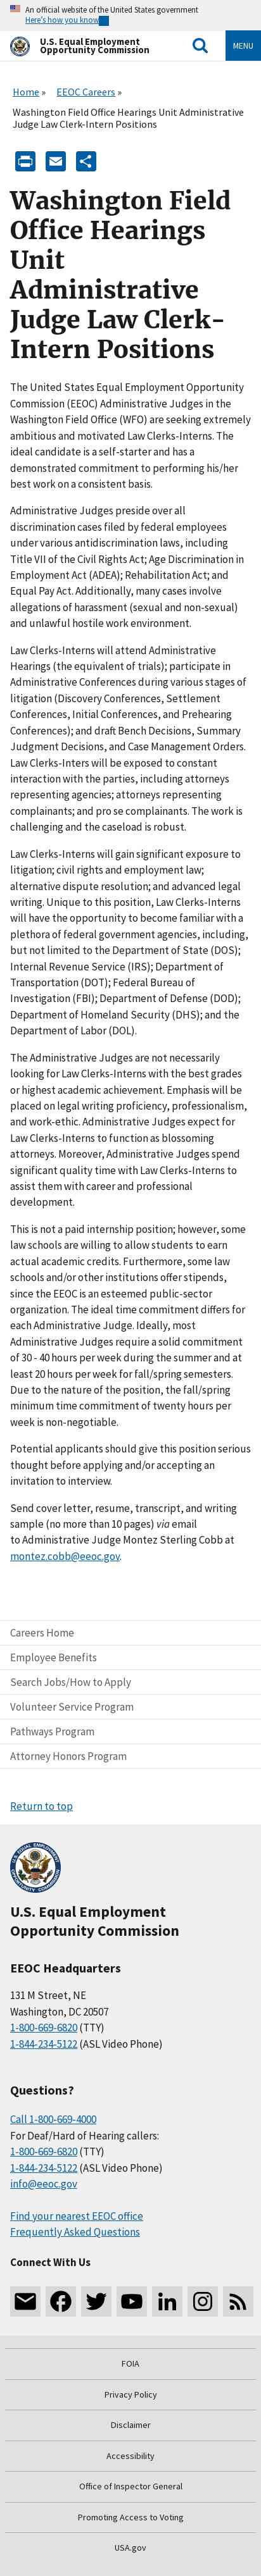 An official website of the United States government
Here's how you know
U.S. Equal Employment
Opportunity Commission
MENU
Home » EEOC Careers »
Washington Field Office Hearings Unit Administrative
Judge Law Clerk-Intern Positions
Washington Field
Office Hearings
Unit
Administrative
Judge Law Clerk-
Intern Positions
The United States Equal Employment Opportunity
Commission (EEOC) Administrative Judges in the
Washington Field Office (WFO) are seeking extremely
ambitious and motivated Law Clerks-Interns. The
ideal candidate is a self-starter and has a
demonstrated commitment to performing his/her
best work on a consistent basis.
Administrative Judges preside over all
discrimination cases filed by federal employees
under various antidiscrimination laws, including
Title VII of the Civil Rights Act; Age Discrimination in
Employment Act (ADEA); Rehabilitation Act; and
Equal Pay Act. Additionally, many cases involve
allegations of harassment (sexual and non-sexual)
and unlawful hostile work environment.
Law Clerks-Interns will attend Administrative
Hearings (the equivalent of trials); participate in
Administrative Conferences during various stages of
litigation (Discovery Conferences, Settlement
Conferences, Initial Conferences, and Prehearing
Conferences); and draft Bench Decisions, Summary
Judgment Decisions, and Case Management Orders.
Law Clerks-Inters will be exposed to constant
interaction with the parties, including attorneys
representing agencies; attorneys representing
complainants; and pro se complainants. The work is
challenging and the caseload is robust.
Law Clerks-Interns will gain significant exposure to
litigation; civil rights and employment law;
alternative dispute resolution; and advanced legal
writing. Unique to this position, Law Clerks-Interns
will have the opportunity to become familiar with a
plethora of federal government agencies, including,
but not limited to the Department of State (DOS);
Internal Revenue Service (IRS); Department of
Transportation (DOT); Federal Bureau of
Investigation (FBI); Department of Defense (DOD);
Department of Homeland Security (DHS); and the
Department of Labor (DOL).
The Administrative Judges are not necessarily
looking for Law Clerks-Interns with the best grades
or highest academic achievement. Emphasis will be
placed on legal writing proficiency, professionalism,
and work ethic. Administrative Judges expect for
Law Clerks-Interns to function as blossoming
attorneys. Moreover, Administrative Judges spend
significant quality time with Law Clerks-Interns to
assist them with career and professional
development.
This is not a paid internship position; however, some
law schools are willing to allow students to earn
actual academic credits. Furthermore, some law
schools and/or other institutions offer stipends,
since the EEOC is an esteemed public-sector
organization. The ideal time commitment differs for
each Administrative Judge. Ideally, most
Administrative Judges require a solid commitment
of 30 - 40 hours per week during the summer and at
least 20 hours per week for fall/spring semesters.
Due to the nature of the position, the fall/spring
minimum time commitment of twenty hours per
week is non-negotiable.
Potential applicants should give this position serious
thought before applying and/or accepting an
invitation to interview.
Send cover letter, resume, transcript, and writing
sample (no more than 10 pages) via email
to Administrative Judge Montez Sterling Cobb at
montez.cobb@eeoc.gov.
Careers Home
Employee Benefits
Search Jobs/How to Apply
Volunteer Service Program
Pathways Program
Attorney Honors Program
Return to top
U.S. Equal Employment
Opportunity Commission
EEOC Headquarters
131 M Street, NE
Washington, DC 20507
1-800-669-6820 (TTY)
1-844-234-5122 (ASL Video Phone)
Questions?
Call 1-800-669-4000
For Deaf/Hard of Hearing callers:
1-800-669-6820 (TTY)
1-844-234-5122 (ASL Video Phone)
info@eeoc.gov
Find your nearest EEOC office
Frequently Asked Questions
Connect With Us
FOIA
Privacy Policy
Disclaimer
Accessibility
Office of Inspector General
Promoting Access to Voting
USA.gov